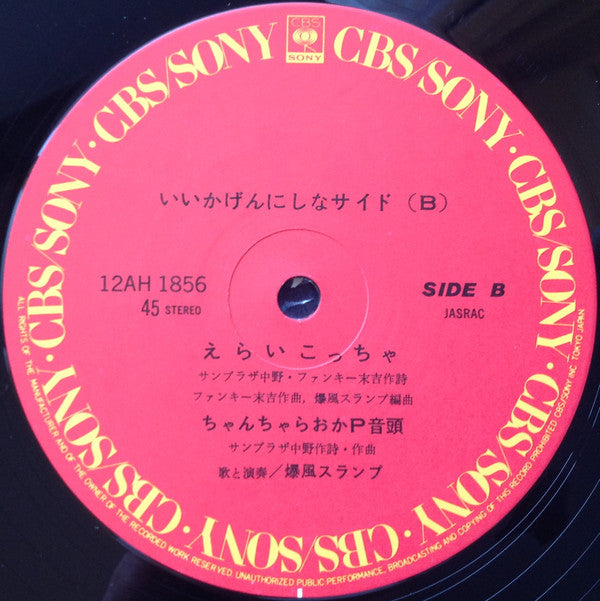 CBS
SONY
CBS/SONY · CBS/SONY · CBS/SONY · CBS/SONY · CBS/SONY · CBS/SONY · CBS/SONY · CBS/SONY
いいかげんにしなサイド（B）
12AH 1856
45 STEREO
SIDE B
JASRAC
えらいこっちゃ
サンプラザ中野・ファンキー末吉作詩
ファンキー末吉作曲, 爆風スランプ編曲
ちゃんちゃらおかP音頭
サンプラザ中野作詩・作曲
歌と演奏／爆風スランプ
ALL RIGHTS OF THE MANUFACTURER AND OF THE OWNER OF THE RECORDED WORK RESERVED. UNAUTHORIZED PUBLIC PERFORMANCE, BROADCASTING AND COPYING OF THIS RECORD PROHIBITED. CBS/SONY INC. TOKYO JAPAN